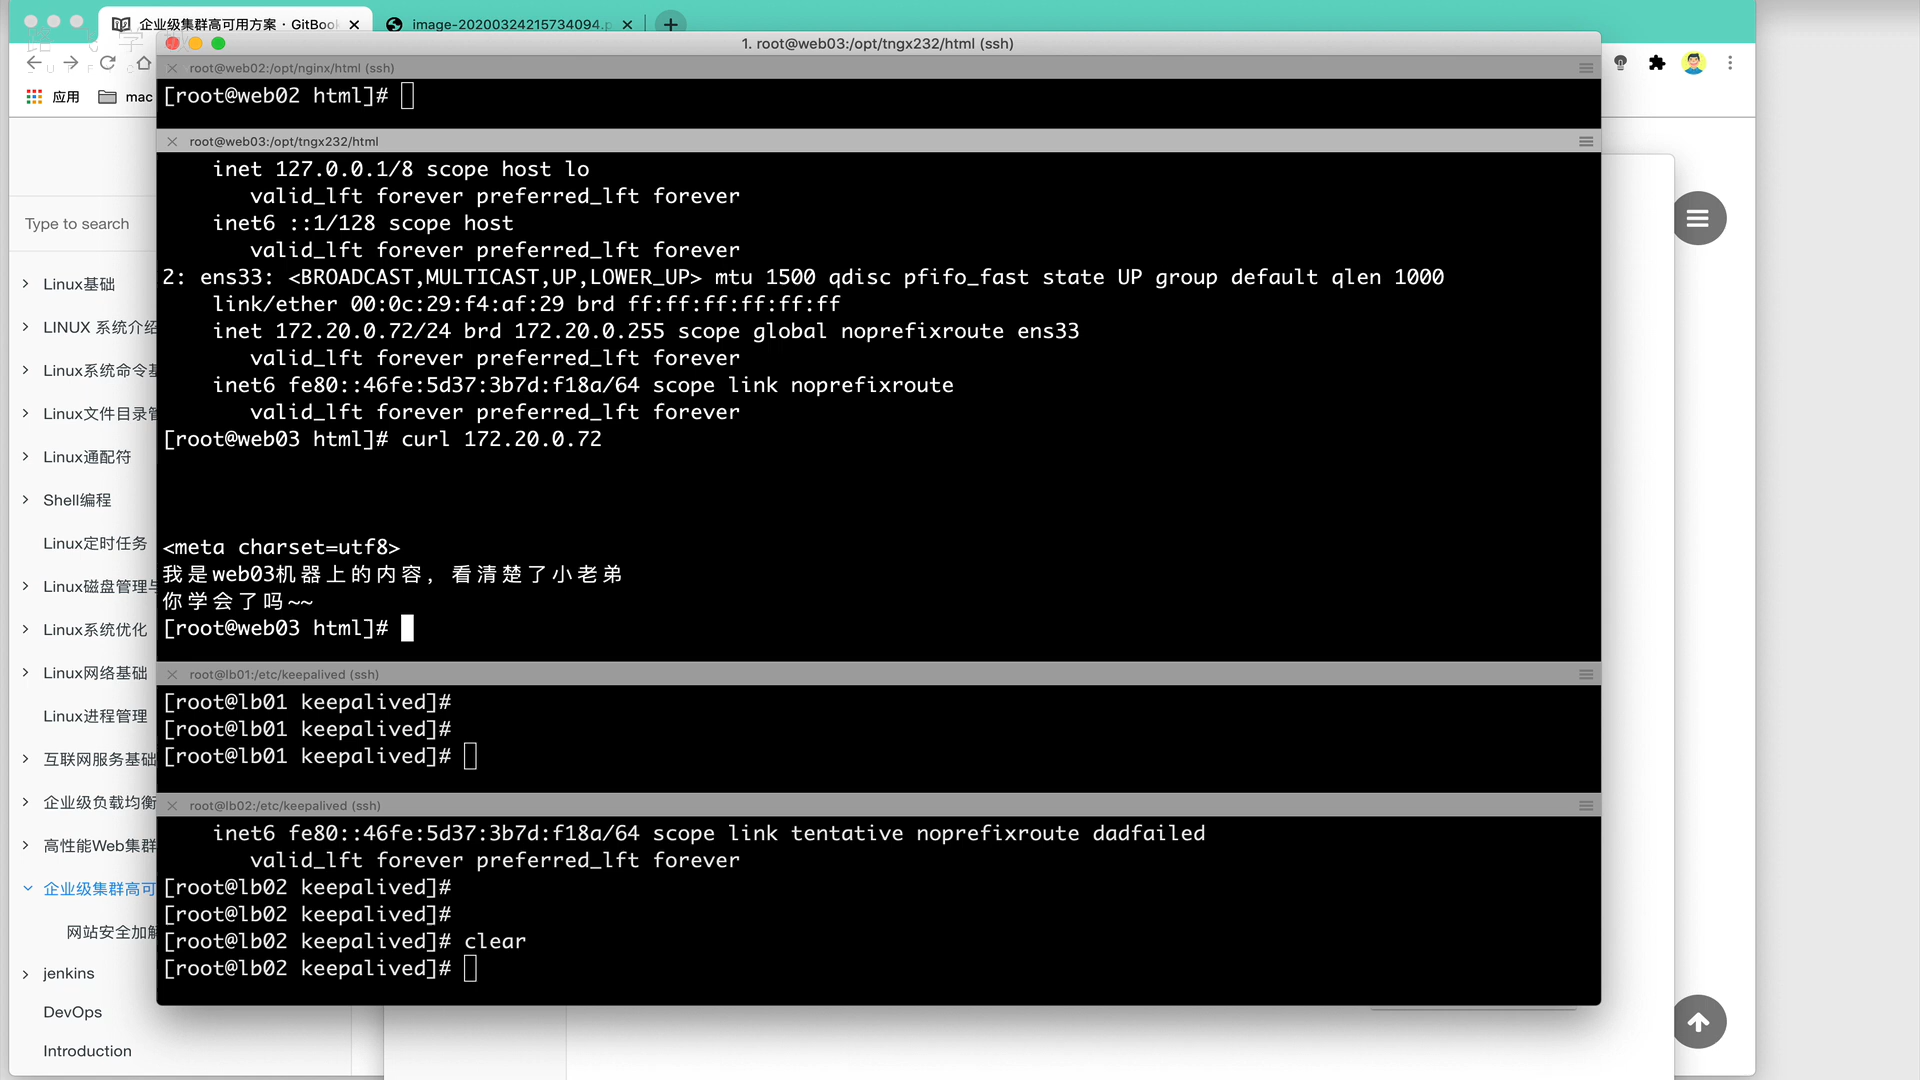 企业级集群高可用方案 · GitBook
image-20200324215734094.p
1. root@web03:/opt/tngx232/html (ssh)
应用
mac
root@web02:/opt/nginx/html (ssh)
[root@web02 html]#
root@web03:/opt/tngx232/html
inet 127.0.0.1/8 scope host lo
valid_lft forever preferred_lft forever
inet6 ::1/128 scope host
valid_lft forever preferred_lft forever
2: ens33: <BROADCAST,MULTICAST,UP,LOWER_UP> mtu 1500 qdisc pfifo_fast state UP group default qlen 1000
link/ether 00:0c:29:f4:af:29 brd ff:ff:ff:ff:ff:ff
inet 172.20.0.72/24 brd 172.20.0.255 scope global noprefixroute ens33
valid_lft forever preferred_lft forever
inet6 fe80::46fe:5d37:3b7d:f18a/64 scope link noprefixroute
valid_lft forever preferred_lft forever
[root@web03 html]# curl 172.20.0.72
<meta charset=utf8>
我是web03机器上的内容，看清楚了小老弟
你学会了吗~~
[root@web03 html]#
root@lb01:/etc/keepalived (ssh)
[root@lb01 keepalived]#
[root@lb01 keepalived]#
[root@lb01 keepalived]#
root@lb02:/etc/keepalived (ssh)
inet6 fe80::46fe:5d37:3b7d:f18a/64 scope link tentative noprefixroute dadfailed
valid_lft forever preferred_lft forever
[root@lb02 keepalived]#
[root@lb02 keepalived]#
[root@lb02 keepalived]# clear
[root@lb02 keepalived]#
Type to search
Linux基础
LINUX 系统介绍
Linux系统命令基
Linux文件目录管
Linux通配符
Shell编程
Linux定时任务
Linux磁盘管理与
Linux系统优化
Linux网络基础
Linux进程管理
互联网服务基础
企业级负载均衡
高性能Web集群
企业级集群高可
网站安全加解
jenkins
DevOps
Introduction